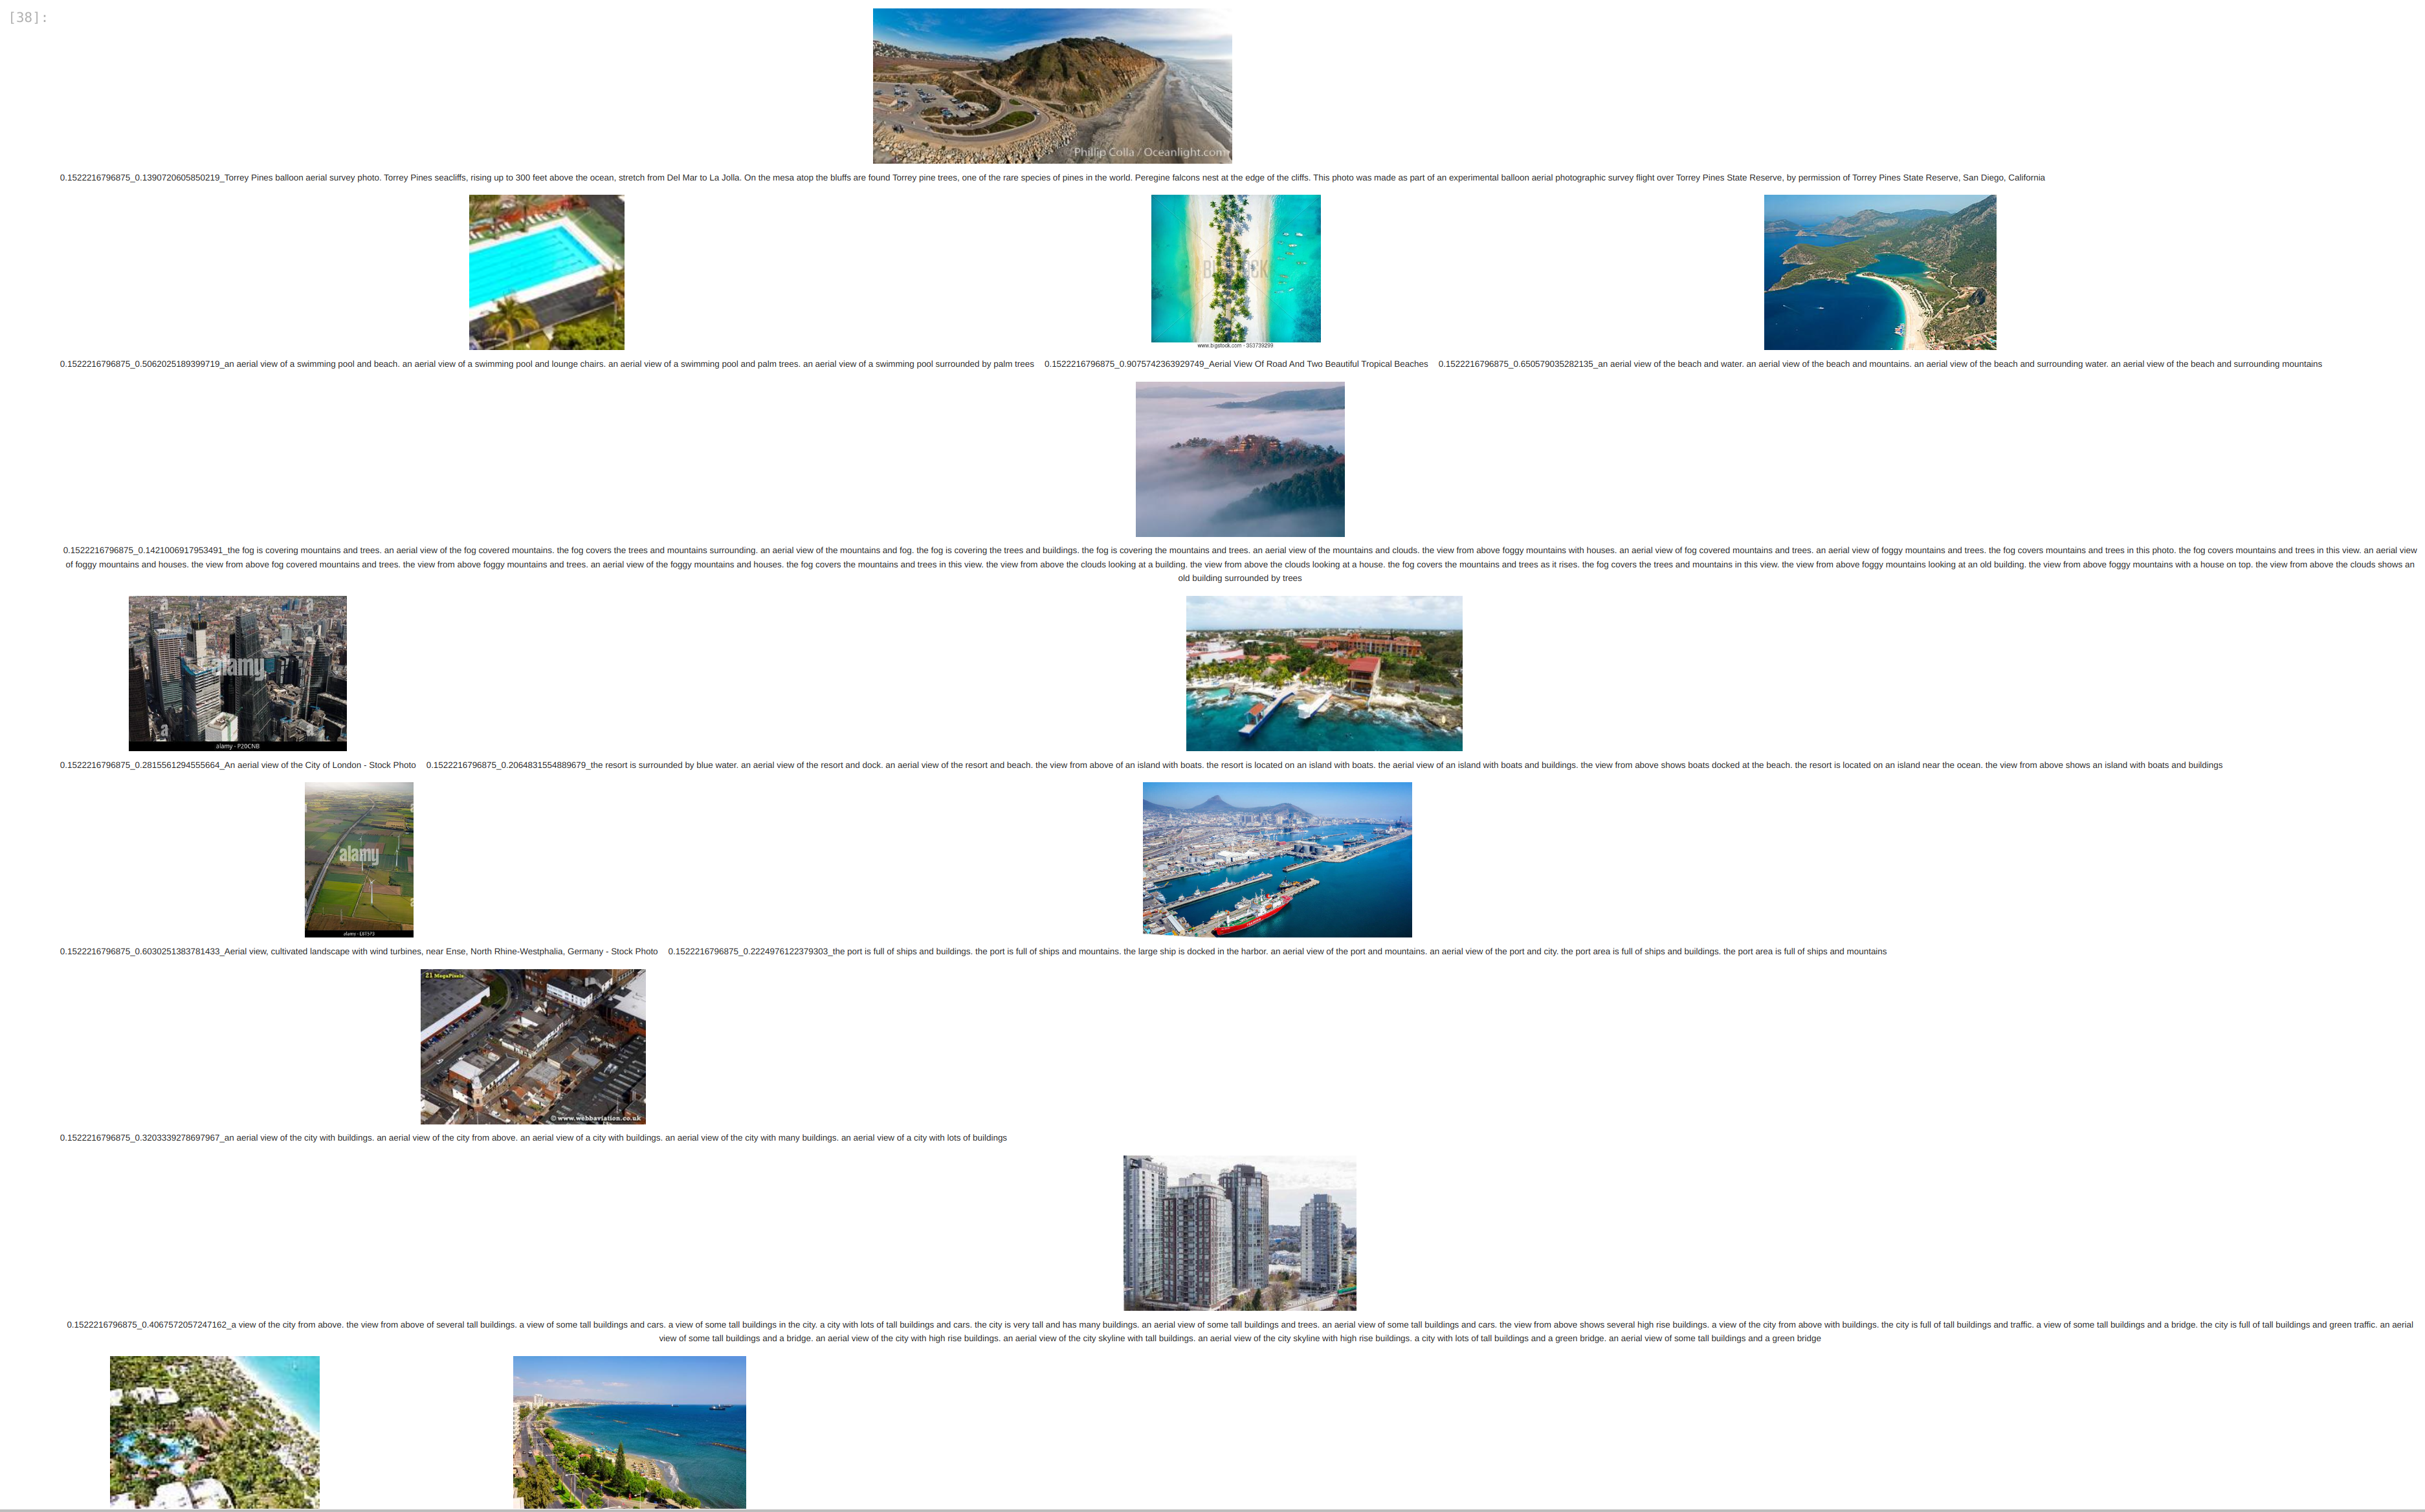 [38]:
Phillip Colla / Oceanlight.com
0.1522216796875_0.1390720605850219_Torrey Pines balloon aerial survey photo. Torrey Pines seacliffs, rising up to 300 feet above the ocean, stretch from Del Mar to La Jolla. On the mesa atop the bluffs are found Torrey pine trees, one of the rare species of pines in the world. Peregine falcons nest at the edge of the cliffs. This photo was made as part of an experimental balloon aerial photographic survey flight over Torrey Pines State Reserve, by permission of Torrey Pines State Reserve, San Diego, California
www.bigstock.com - 353739299
0.1522216796875_0.5062025189399719_an aerial view of a swimming pool and beach. an aerial view of a swimming pool and lounge chairs. an aerial view of a swimming pool and palm trees. an aerial view of a swimming pool surrounded by palm trees
0.1522216796875_0.9075742363929749_Aerial View Of Road And Two Beautiful Tropical Beaches
0.1522216796875_0.650579035282135_an aerial view of the beach and water. an aerial view of the beach and mountains. an aerial view of the beach and surrounding water. an aerial view of the beach and surrounding mountains
0.1522216796875_0.1421006917953491_the fog is covering mountains and trees. an aerial view of the fog covered mountains. the fog covers the trees and mountains surrounding. an aerial view of the mountains and fog. the fog is covering the trees and buildings. the fog is covering the mountains and trees. an aerial view of the mountains and clouds. the view from above foggy mountains with houses. an aerial view of fog covered mountains and trees. an aerial view of foggy mountains and trees. the fog covers mountains and trees in this photo. the fog covers mountains and trees in this view. an aerial view
of foggy mountains and houses. the view from above fog covered mountains and trees. the view from above foggy mountains and trees. an aerial view of the foggy mountains and houses. the fog covers the mountains and trees in this view. the view from above the clouds looking at a building. the view from above the clouds looking at a house. the fog covers the mountains and trees as it rises. the fog covers the trees and mountains in this view. the view from above foggy mountains looking at an old building. the view from above foggy mountains with a house on top. the view from above the clouds shows an
old building surrounded by trees
alamy
alamy - P20CNB
0.1522216796875_0.2815561294555664_An aerial view of the City of London - Stock Photo
0.1522216796875_0.2064831554889679_the resort is surrounded by blue water. an aerial view of the resort and dock. an aerial view of the resort and beach. the view from above of an island with boats. the resort is located on an island with boats. the aerial view of an island with boats and buildings. the view from above shows boats docked at the beach. the resort is located on an island near the ocean. the view from above shows an island with boats and buildings
alamy
0.1522216796875_0.6030251383781433_Aerial view, cultivated landscape with wind turbines, near Ense, North Rhine-Westphalia, Germany - Stock Photo
0.1522216796875_0.2224976122379303_the port is full of ships and buildings. the port is full of ships and mountains. the large ship is docked in the harbor. an aerial view of the port and mountains. an aerial view of the port and city. the port area is full of ships and buildings. the port area is full of ships and mountains
21 MegaPixels
© www.webbaviation.co.uk
0.1522216796875_0.3203339278697967_an aerial view of the city with buildings. an aerial view of the city from above. an aerial view of a city with buildings. an aerial view of the city with many buildings. an aerial view of a city with lots of buildings
0.1522216796875_0.4067572057247162_a view of the city from above. the view from above of several tall buildings. a view of some tall buildings and cars. a view of some tall buildings in the city. a city with lots of tall buildings and cars. the city is very tall and has many buildings. an aerial view of some tall buildings and trees. an aerial view of some tall buildings and cars. the view from above shows several high rise buildings. a view of the city from above with buildings. the city is full of tall buildings and traffic. a view of some tall buildings and a bridge. the city is full of tall buildings and green traffic. an aerial
view of some tall buildings and a bridge. an aerial view of the city with high rise buildings. an aerial view of the city skyline with tall buildings. an aerial view of the city skyline with high rise buildings. a city with lots of tall buildings and a green bridge. an aerial view of some tall buildings and a green bridge